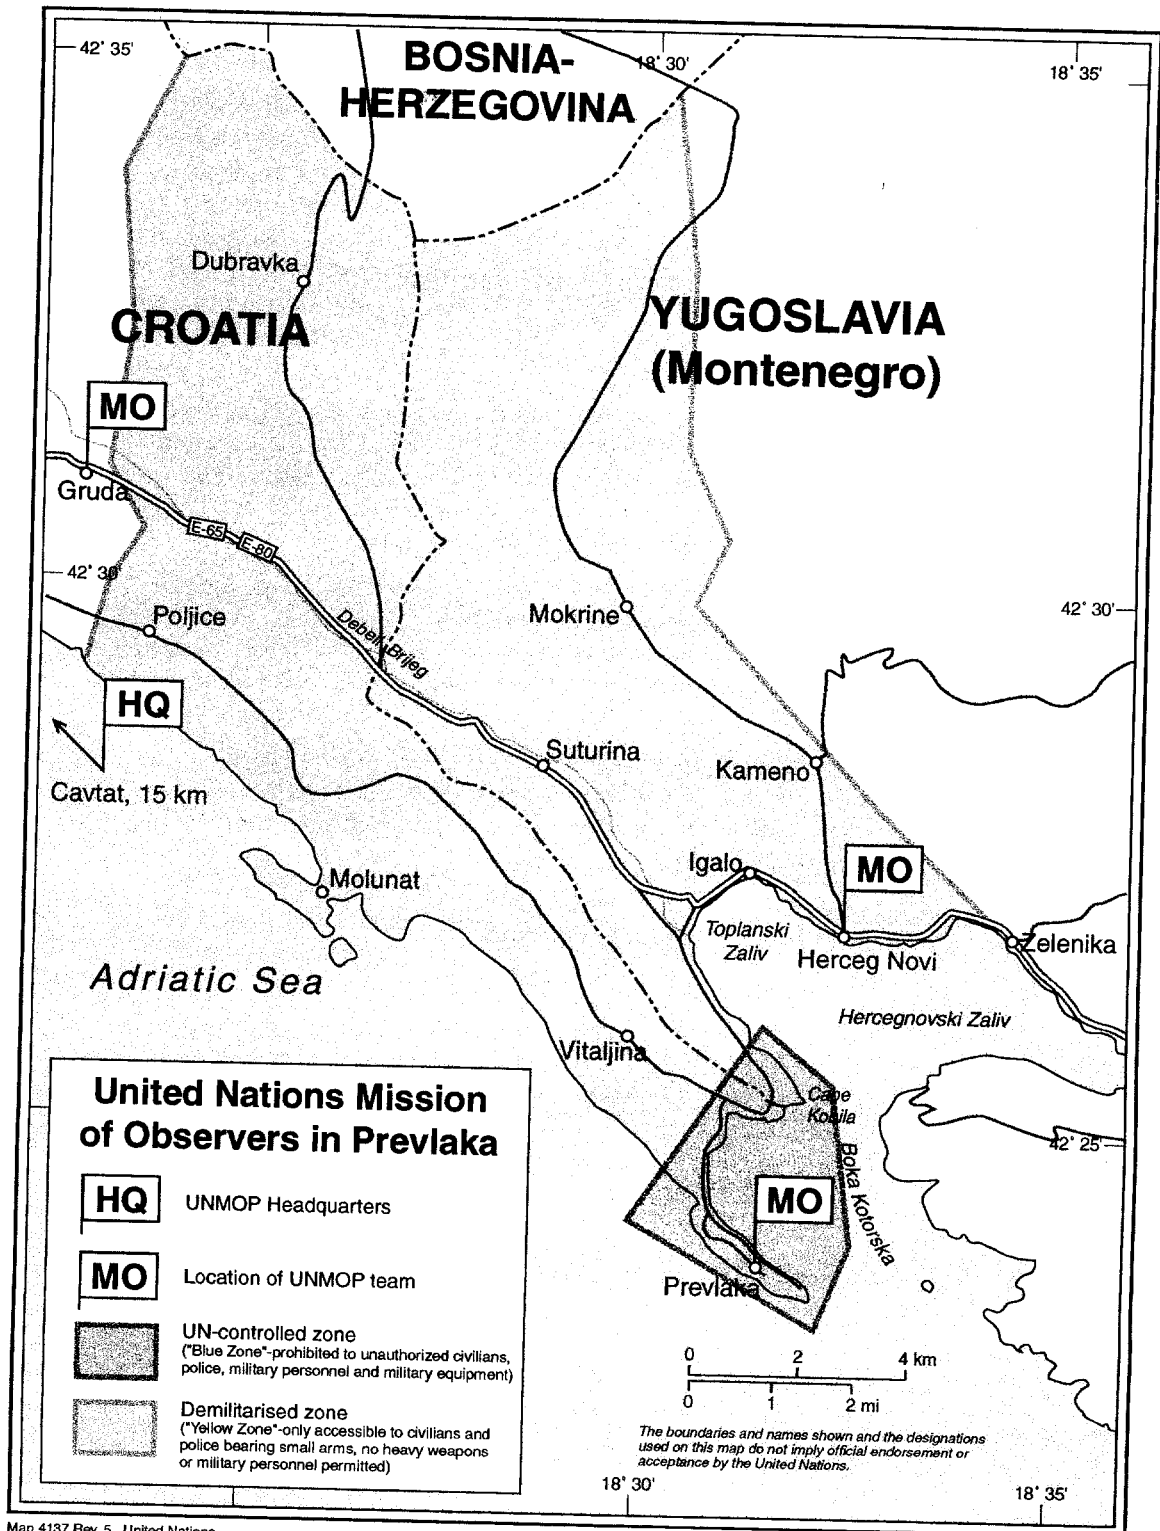 42° 35'
BOSNIA-
HERZEGOVINA
18° 30'
18° 35'
Dubravka
CROATIA
YUGOSLAVIA
(Montenegro)
MO
Gruda
E-65
E-80
42° 30'
Poljice
Debeli Brijeg
Mokrine
42° 30'
HQ
Cavtat, 15 km
Suturina
Kameno
Igalo
MO
Molunat
Toplanski
Zaliv
Herceg Novi
Zelenika
Adriatic Sea
Hercegnovski Zaliv
Vitaljina
Cape
Kobila
42° 25'
Boka Kotorska
MO
Prevlaka
United Nations Mission
of Observers in Prevlaka
HQ
UNMOP Headquarters
MO
Location of UNMOP team
UN-controlled zone
("Blue Zone"-prohibited to unauthorized civilians,
police, military personnel and military equipment)
Demilitarised zone
("Yellow Zone"-only accessible to civilians and
police bearing small arms, no heavy weapons
or military personnel permitted)
0 2 4 km
0 1 2 mi
The boundaries and names shown and the designations
used on this map do not imply official endorsement or
acceptance by the United Nations.
18° 30'
18° 35'
Map 4137 Rev. 5 United Nations